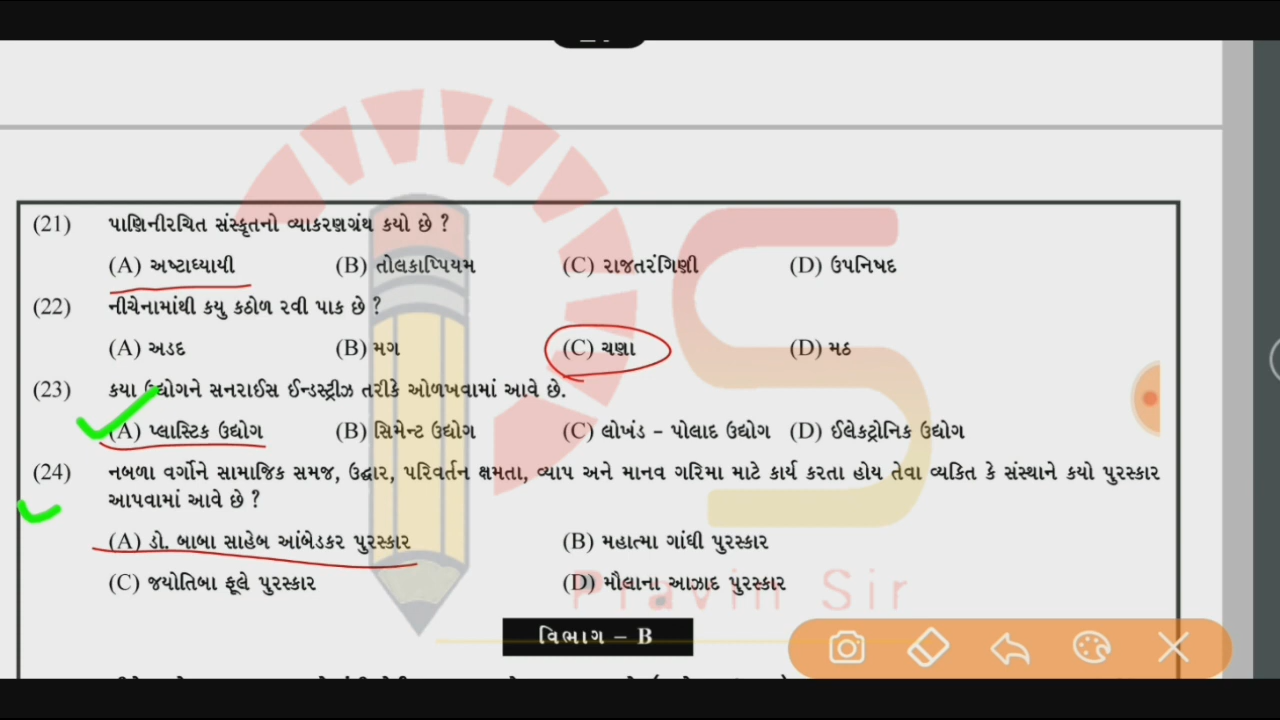 (21) પાણિનીરચિત સંસ્કૃતનો વ્યાકરણગ્રંથ કયો છે ?
(A) અષ્ટાધ્યાયી (B) તોલકાપ્પિયમ (C) રાજતરંગિણી (D) ઉપનિષદ
(22) નીચેનામાંથી કયુ કઠોળ રવી પાક છે ?
(A) અડદ (B) મગ (C) ચણા (D) મઠ
(23) કયા ઉદ્યોગને સનરાઈસ ઈન્ડસ્ટ્રીઝ તરીકે ઓળખવામાં આવે છે.
(A) પ્લાસ્ટિક ઉદ્યોગ (B) સિમેન્ટ ઉદ્યોગ (C) લોખંડ – પોલાદ ઉદ્યોગ (D) ઈલેકટ્રોનિક ઉદ્યોગ
(24) નબળા વર્ગોને સામાજિક સમજ, ઉદ્ધાર, પરિવર્તન ક્ષમતા, વ્યાપ અને માનવ ગરિમા માટે કાર્ય કરતા હોય તેવા વ્યકિત કે સંસ્થાને કયો પુરસ્કાર
આપવામાં આવે છે ?
(A) ડો. બાબા સાહેબ આંબેડકર પુરસ્કાર (B) મહાત્મા ગાંધી પુરસ્કાર
(C) જયોતિબા ફૂલે પુરસ્કાર (D) મૌલાના આઝાદ પુરસ્કાર
Pravin Sir
વિભાગ – B